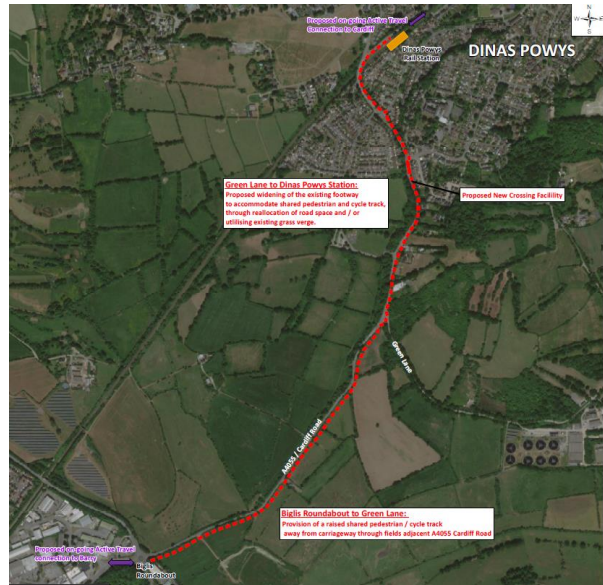 Proposed on-going Active Travel
Connection to Cardiff
N
W
E
S
Dinas Powys
Rail Station
DINAS POWYS
Green Lane to Dinas Powys Station:
Proposed widening of the existing footway
to accommodate shared pedestrian and cycle track,
through reallocation of road space and / or
utiliising existing grass verge.
Proposed New Crossing Facility
Green Lane
A4055 / Cardiff Road
Biglis Roundabout to Green Lane:
Provision of a raised shared pedestrian / cycle track
away from carriageway through fields adjacent A4055 Cardiff Road
Proposed on-going Active Travel
connection to Barry
Biglis
Roundabout